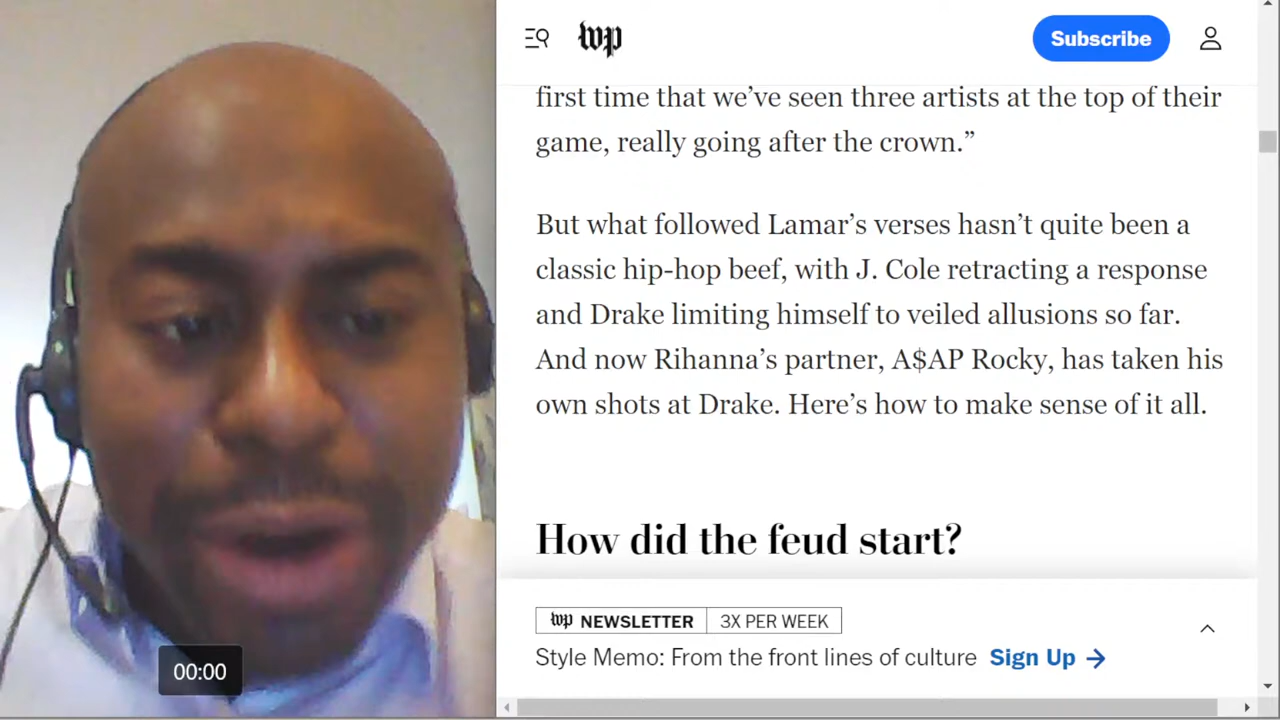 wp
Subscribe
first time that we’ve seen three artists at the top of their
game, really going after the crown.”
But what followed Lamar’s verses hasn’t quite been a
classic hip-hop beef, with J. Cole retracting a response
and Drake limiting himself to veiled allusions so far.
And now Rihanna’s partner, A$AP Rocky, has taken his
own shots at Drake. Here’s how to make sense of it all.
How did the feud start?
wp NEWSLETTER 3X PER WEEK
Style Memo: From the front lines of culture Sign Up
00:00